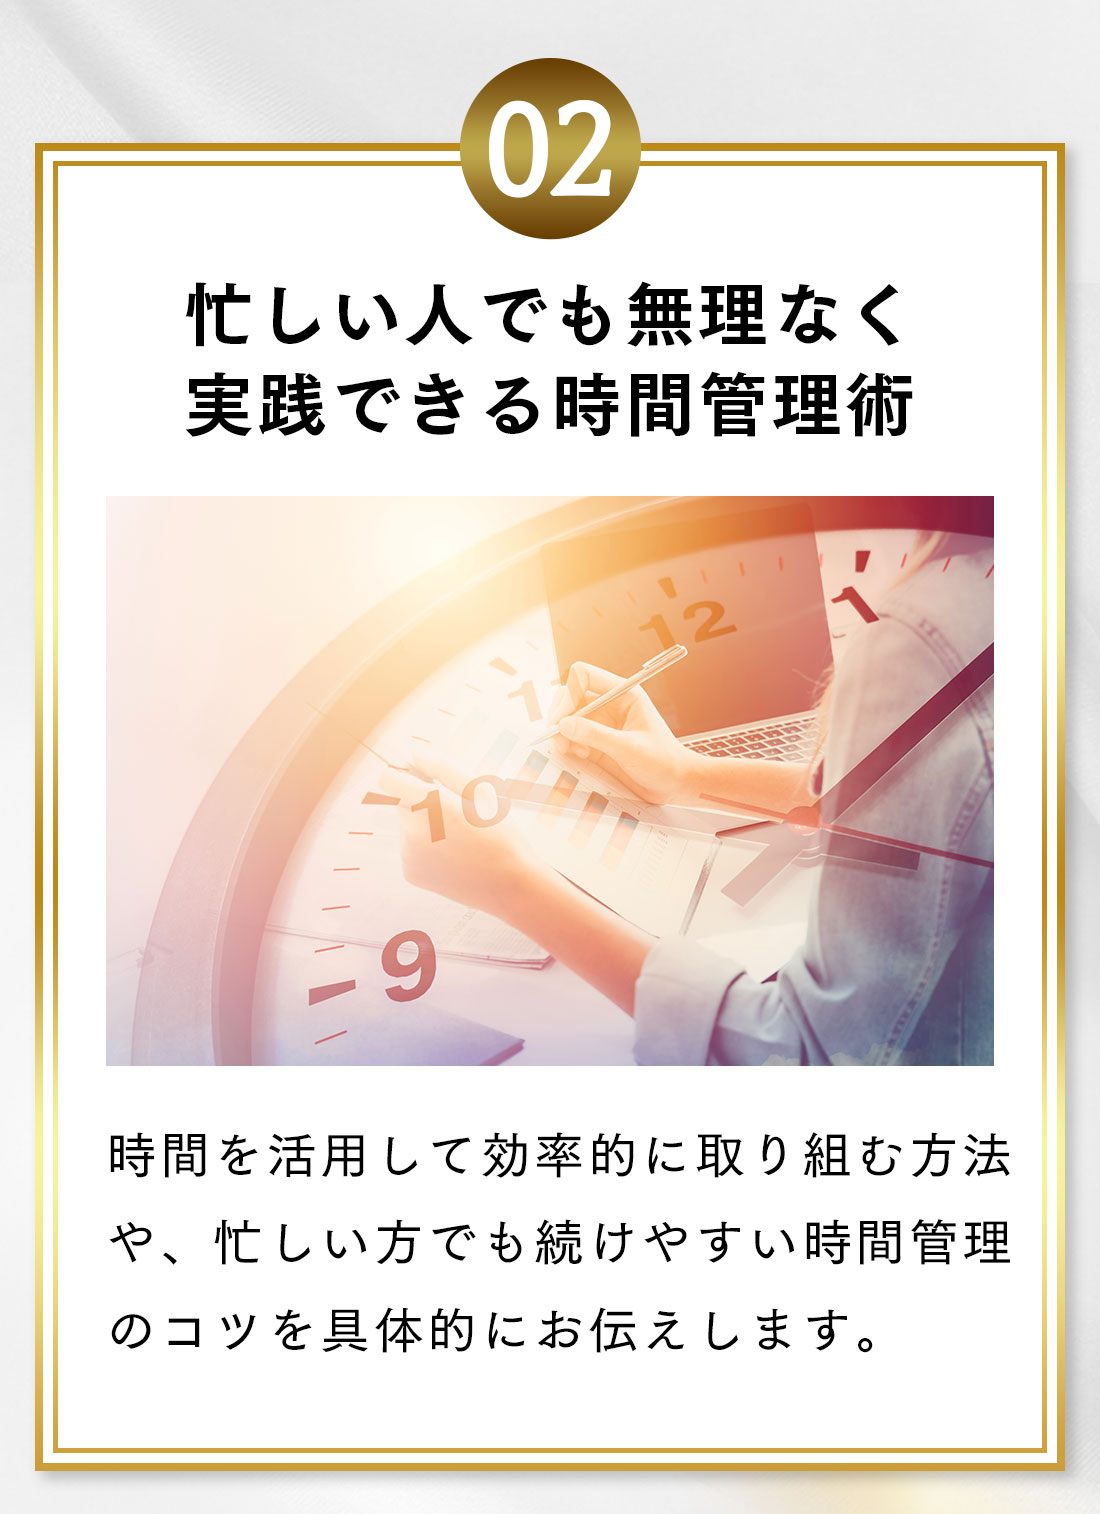 02
忙しい人でも無理なく
実践できる時間管理術
12
1
11
10
9
時間を活用して効率的に取り組む方法
や、忙しい方でも続けやすい時間管理
のコツを具体的にお伝えします。